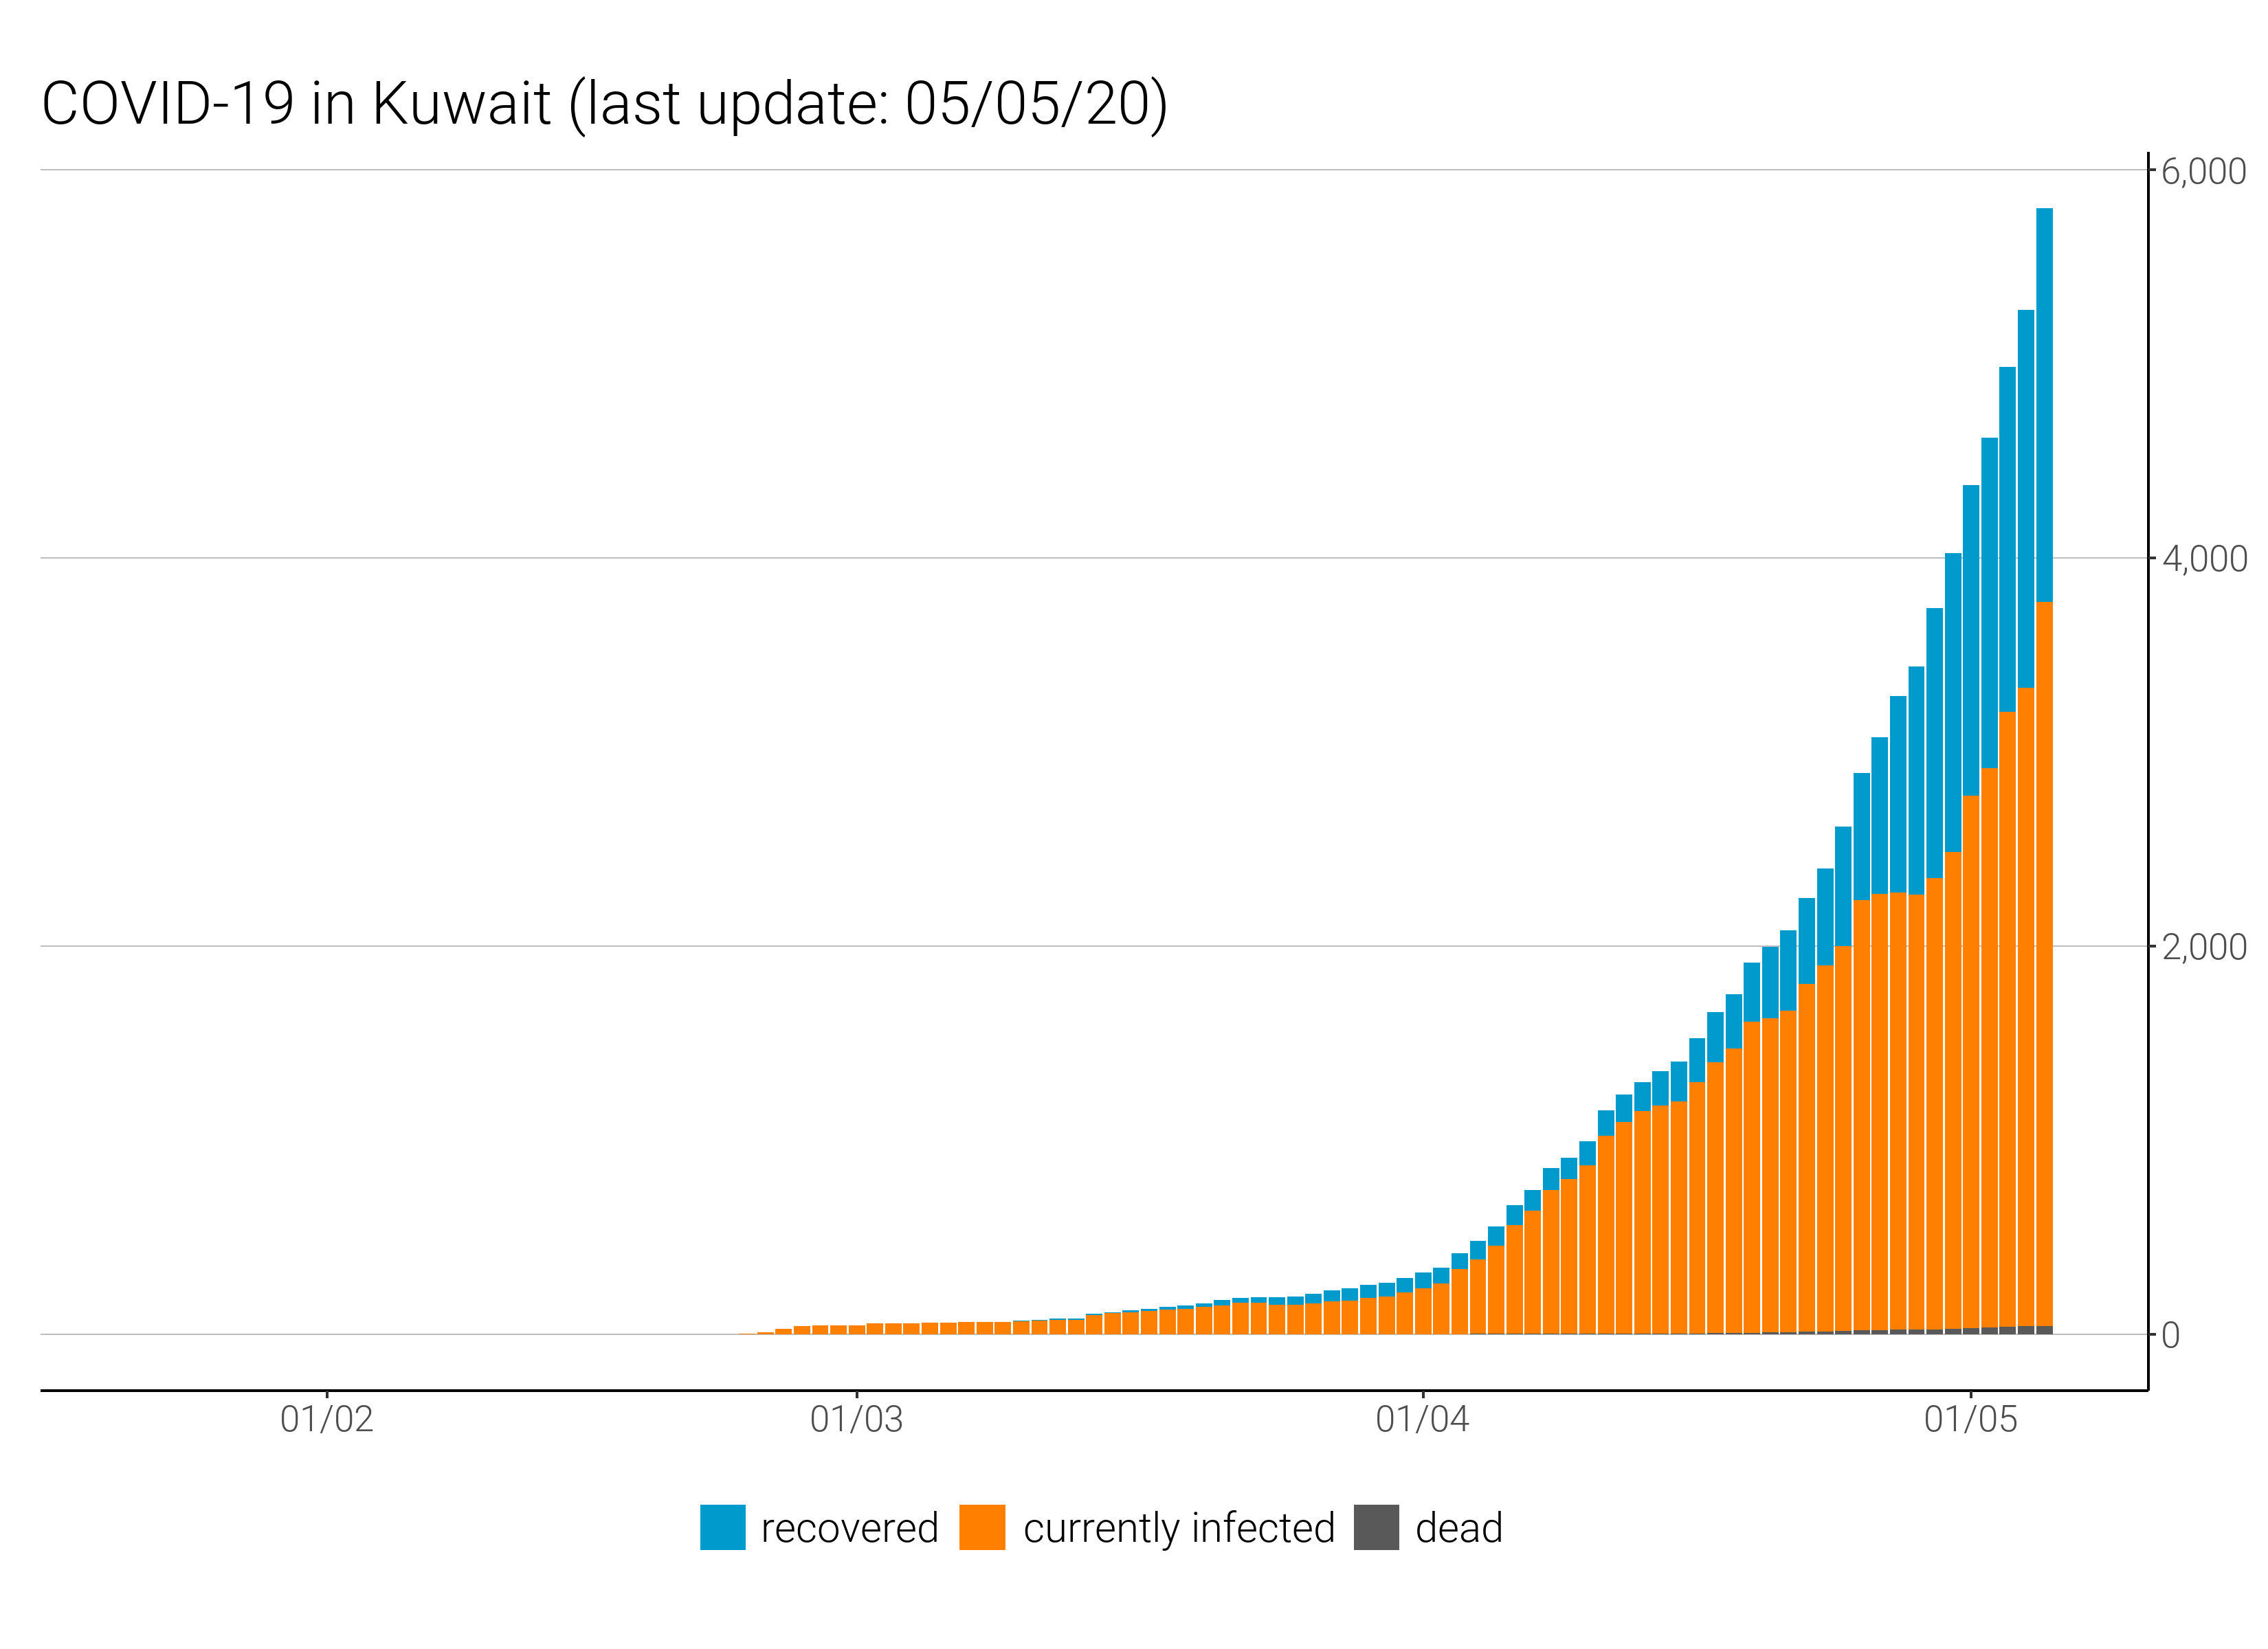 COVID-19 in Kuwait (last update: 05/05/20)
6,000
4,000
2,000
0
01/02 01/03 01/04 01/05
recovered currently infected dead